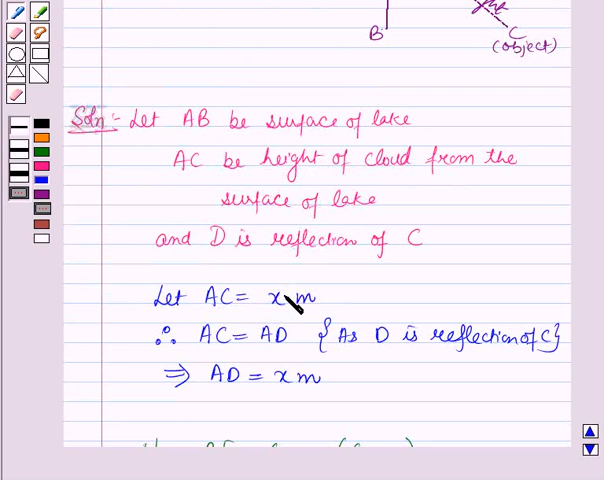 B
C
(object)
Soln:- Let AB be surface of lake
AC be height of cloud from the
surface of lake
and D is reflection of C
Let AC = x m
∴ AC = AD {As D is reflection of C}
⇒ AD = x m